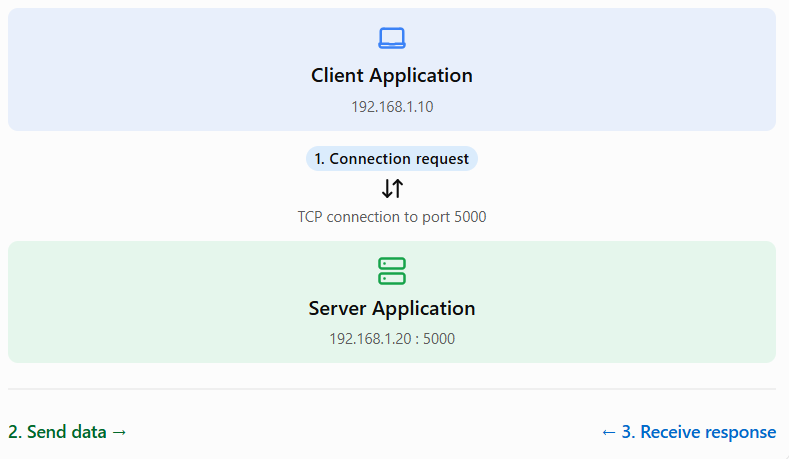 Client Application
192.168.1.10
1. Connection request
TCP connection to port 5000
Server Application
192.168.1.20 : 5000
2. Send data →
← 3. Receive response